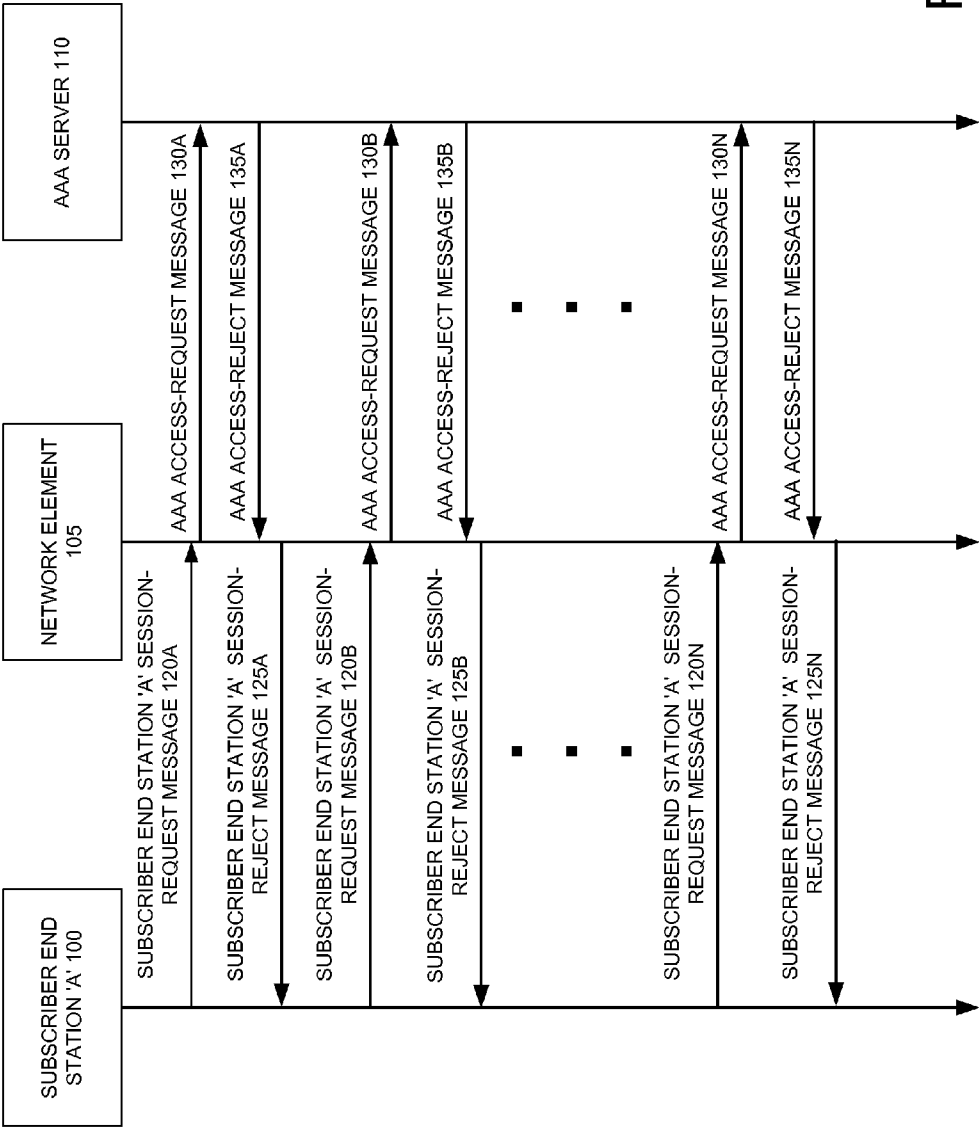 SUBSCRIBER END
STATION 'A' 100
NETWORK ELEMENT
105
AAA SERVER 110
SUBSCRIBER END STATION 'A' SESSION-
REQUEST MESSAGE 120A
AAA ACCESS-REQUEST MESSAGE 130A
AAA ACCESS-REJECT MESSAGE 135A
SUBSCRIBER END STATION 'A' SESSION-
REJECT MESSAGE 125A
SUBSCRIBER END STATION 'A' SESSION-
REQUEST MESSAGE 120B
AAA ACCESS-REQUEST MESSAGE 130B
AAA ACCESS-REJECT MESSAGE 135B
SUBSCRIBER END STATION 'A' SESSION-
REJECT MESSAGE 125B
SUBSCRIBER END STATION 'A' SESSION-
REQUEST MESSAGE 120N
AAA ACCESS-REQUEST MESSAGE 130N
AAA ACCESS-REJECT MESSAGE 135N
SUBSCRIBER END STATION 'A' SESSION-
REJECT MESSAGE 125N